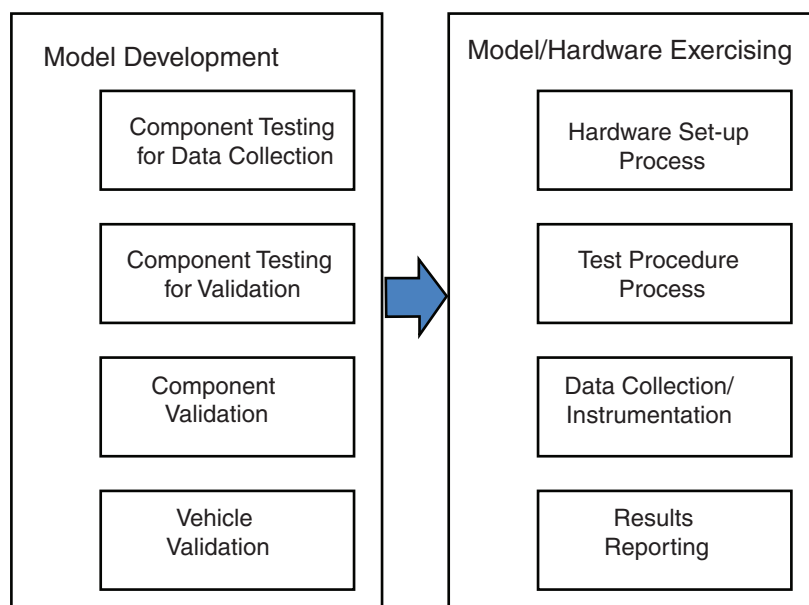 Model Development
Component Testing
for Data Collection
Component Testing
for Validation
Component
Validation
Vehicle
Validation
Model/Hardware Exercising
Hardware Set-up
Process
Test Procedure
Process
Data Collection/
Instrumentation
Results
Reporting